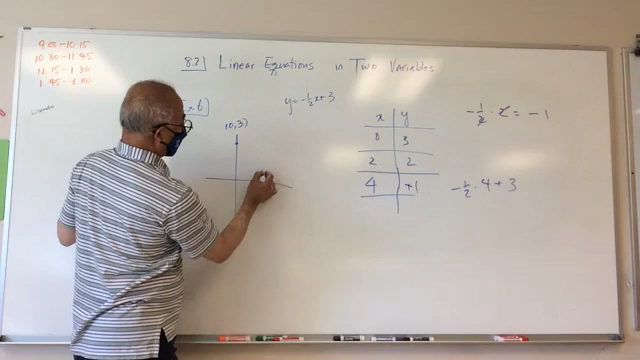 9:00-10:15
10:30-11:45
12:15-1:30
1:45-3:00
8.2 Linear Equations in Two Variables
Ex 6
y=-1/2x+3
(0,3)
x y
0 3
2 2
4 +1
-1/2 · 2 = -1
-1/2 · 4 + 3